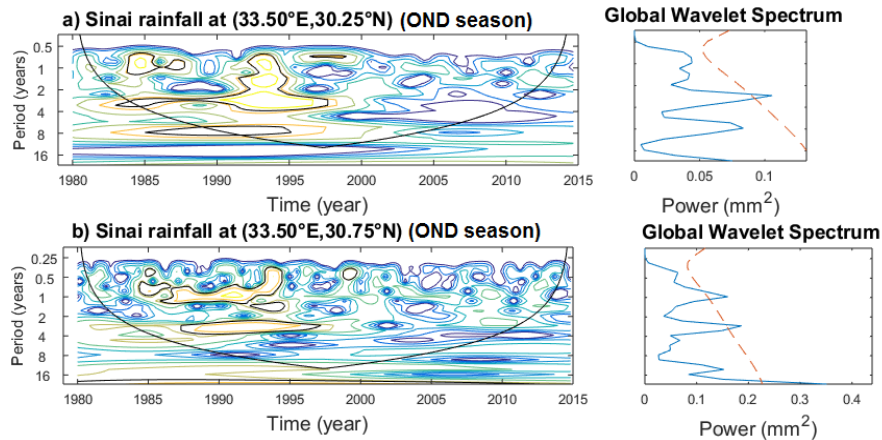 a) Sinai rainfall at (33.50°E,30.25°N) (OND season)
Global Wavelet Spectrum
Period (years)
0.5
1
2
4
8
16
1980 1985 1990 1995 2000 2005 2010 2015
Time (year)
0 0.05 0.1
Power (mm2)
b) Sinai rainfall at (33.50°E,30.75°N) (OND season)
Global Wavelet Spectrum
Period (years)
0.25
0.5
1
2
4
8
16
1980 1985 1990 1995 2000 2005 2010 2015
Time (year)
0 0.1 0.2 0.3 0.4
Power (mm2)